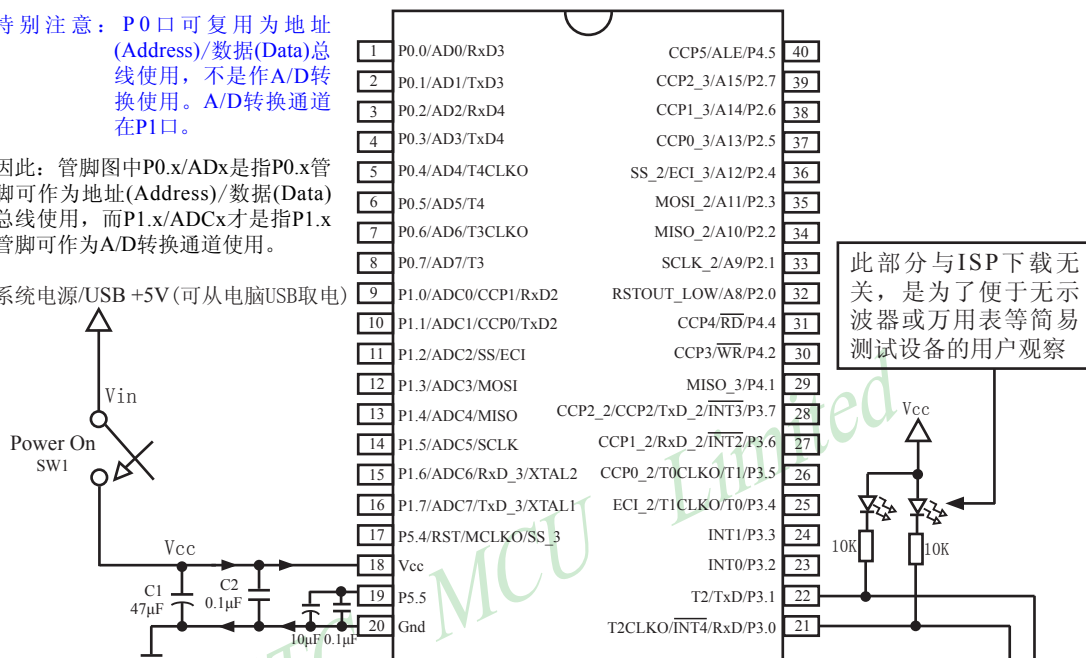 特别注意：P0口可复用为地址
(Address)/数据(Data)总
线使用，不是作A/D转
换使用。A/D转换通道
在P1口。
因此：管脚图中P0.x/ADx是指P0.x管
脚可作为地址(Address)/数据(Data)
总线使用，而P1.x/ADCx才是指P1.x
管脚可作为A/D转换通道使用。
系统电源/USB +5V(可从电脑USB取电)
Vin
Power On
SW1
Vcc
C1
47μF
C2
0.1μF
10μF 0.1μF
1 P0.0/AD0/RxD3
2 P0.1/AD1/TxD3
3 P0.2/AD2/RxD4
4 P0.3/AD3/TxD4
5 P0.4/AD4/T4CLKO
6 P0.5/AD5/T4
7 P0.6/AD6/T3CLKO
8 P0.7/AD7/T3
9 P1.0/ADC0/CCP1/RxD2
10 P1.1/ADC1/CCP0/TxD2
11 P1.2/ADC2/SS/ECI
12 P1.3/ADC3/MOSI
13 P1.4/ADC4/MISO
14 P1.5/ADC5/SCLK
15 P1.6/ADC6/RxD_3/XTAL2
16 P1.7/ADC7/TxD_3/XTAL1
17 P5.4/RST/MCLKO/SS_3
18 Vcc
19 P5.5
20 Gnd
CCP5/ALE/P4.5 40
CCP2_3/A15/P2.7 39
CCP1_3/A14/P2.6 38
CCP0_3/A13/P2.5 37
SS_2/ECI_3/A12/P2.4 36
MOSI_2/A11/P2.3 35
MISO_2/A10/P2.2 34
SCLK_2/A9/P2.1 33
RSTOUT_LOW/A8/P2.0 32
CCP4/RD/P4.4 31
CCP3/WR/P4.2 30
MISO_3/P4.1 29
CCP2_2/CCP2/TxD_2/INT3/P3.7 28
CCP1_2/RxD_2/INT2/P3.6 27
CCP0_2/T0CLKO/T1/P3.5 26
ECI_2/T1CLKO/T0/P3.4 25
INT1/P3.3 24
INT0/P3.2 23
T2/TxD/P3.1 22
T2CLKO/INT4/RxD/P3.0 21
此部分与ISP下载无
关，是为了便于无示
波器或万用表等简易
测试设备的用户观察
Vcc
10K
10K
MCU Limited